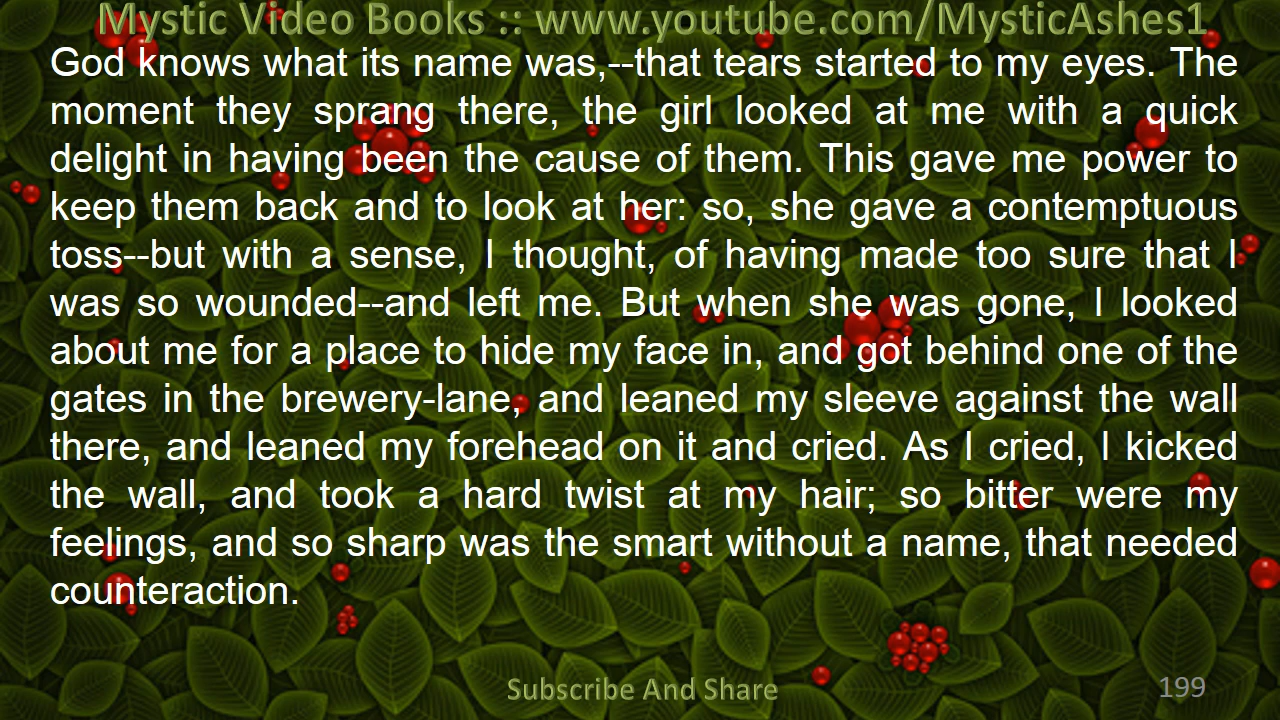 Mystic Video Books :: www.youtube.com/MysticAshes1
God knows what its name was,--that tears started to my eyes. The
moment they sprang there, the girl looked at me with a quick
delight in having been the cause of them. This gave me power to
keep them back and to look at her: so, she gave a contemptuous
toss--but with a sense, I thought, of having made too sure that I
was so wounded--and left me. But when she was gone, I looked
about me for a place to hide my face in, and got behind one of the
gates in the brewery-lane, and leaned my sleeve against the wall
there, and leaned my forehead on it and cried. As I cried, I kicked
the wall, and took a hard twist at my hair; so bitter were my
feelings, and so sharp was the smart without a name, that needed
counteraction.
Subscribe And Share
199